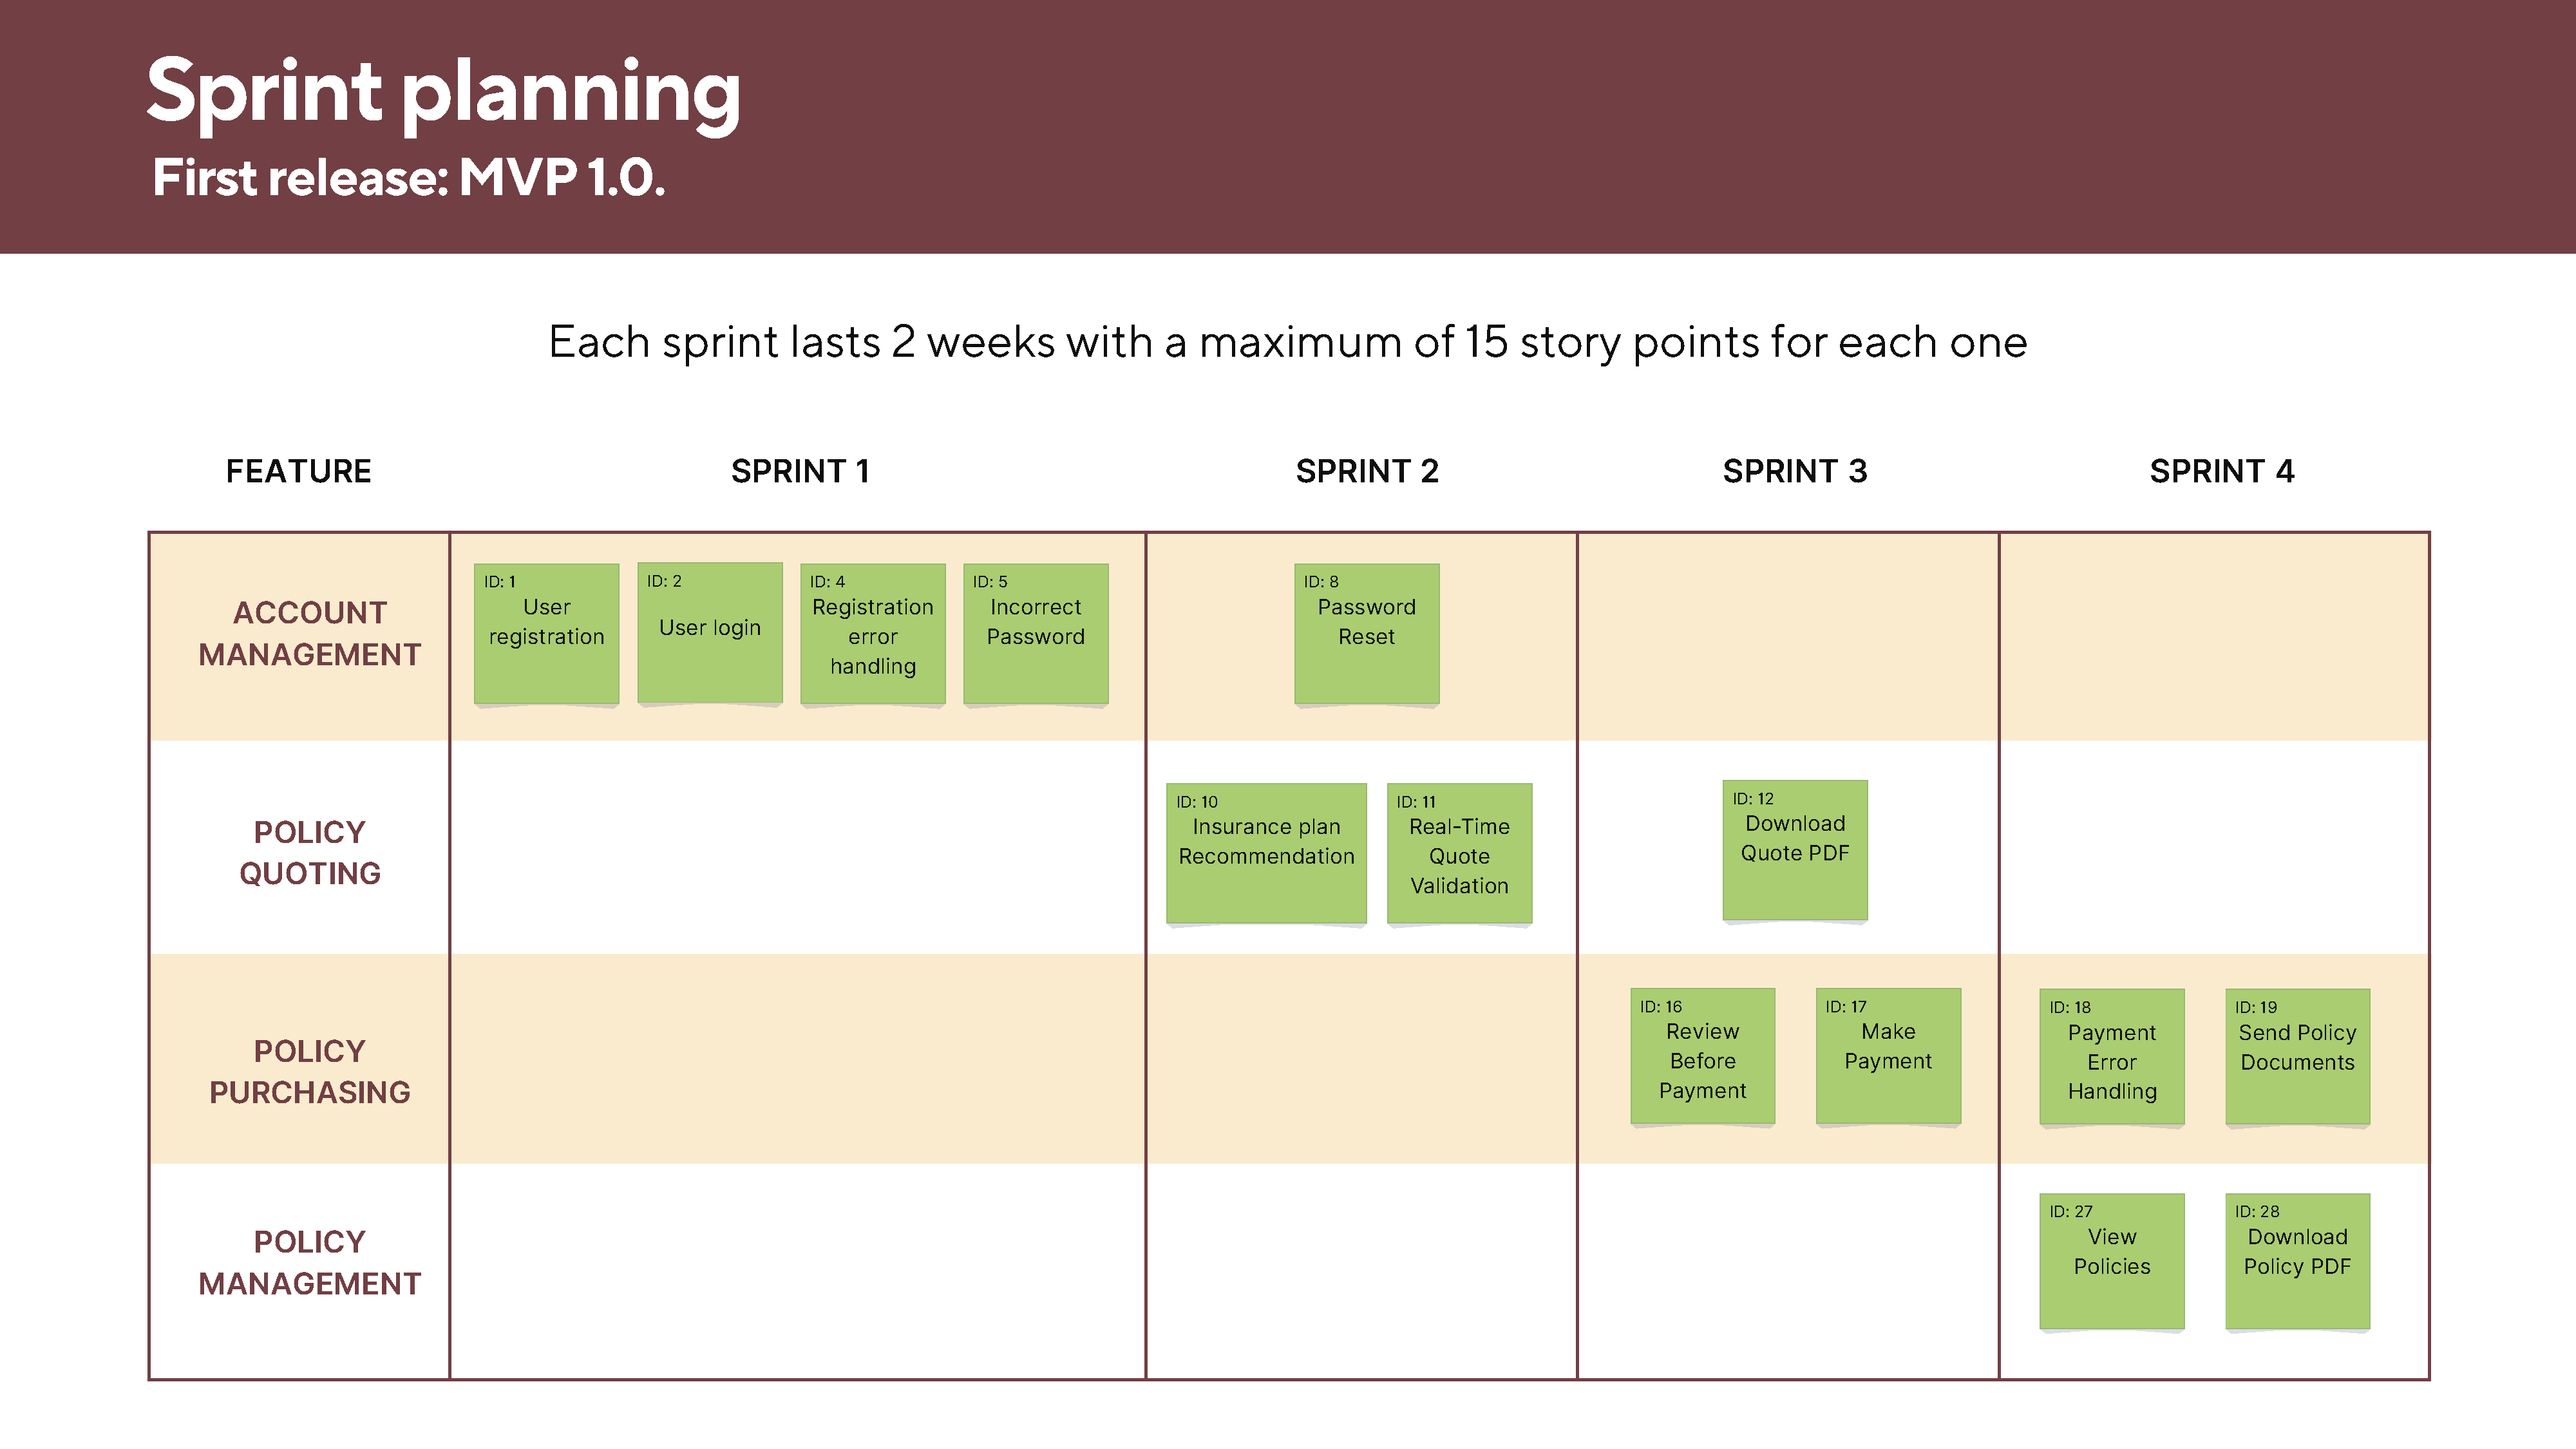 Sprint planning
First release: MVP 1.0.
Each sprint lasts 2 weeks with a maximum of 15 story points for each one
FEATURE
SPRINT 1
SPRINT 2
SPRINT 3
SPRINT 4
ACCOUNT
MANAGEMENT
ID: 1
User
registration
ID: 2
User login
ID: 4
Registration
error
handling
ID: 5
Incorrect
Password
ID: 8
Password
Reset
POLICY
QUOTING
ID: 10
Insurance plan
Recommendation
ID: 11
Real-Time
Quote
Validation
ID: 12
Download
Quote PDF
POLICY
PURCHASING
ID: 16
Review
Before
Payment
ID: 17
Make
Payment
ID: 18
Payment
Error
Handling
ID: 19
Send Policy
Documents
POLICY
MANAGEMENT
ID: 27
View
Policies
ID: 28
Download
Policy PDF